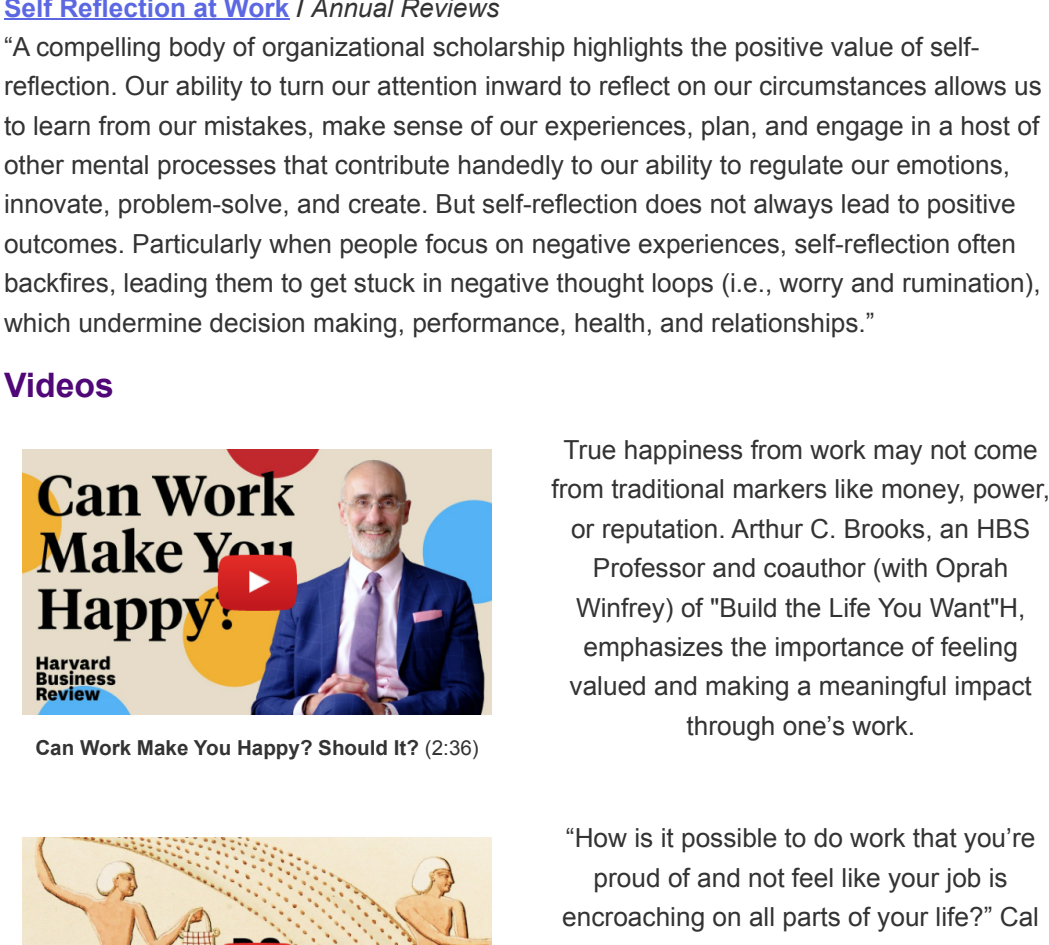 Self Reflection at Work / Annual Reviews
“A compelling body of organizational scholarship highlights the positive value of self-
reflection. Our ability to turn our attention inward to reflect on our circumstances allows us
to learn from our mistakes, make sense of our experiences, plan, and engage in a host of
other mental processes that contribute handedly to our ability to regulate our emotions,
innovate, problem-solve, and create. But self-reflection does not always lead to positive
outcomes. Particularly when people focus on negative experiences, self-reflection often
backfires, leading them to get stuck in negative thought loops (i.e., worry and rumination),
which undermine decision making, performance, health, and relationships.”
Videos
Can Work
Make You
Happy?
Harvard
Business
Review
Can Work Make You Happy? Should It? (2:36)
True happiness from work may not come
from traditional markers like money, power,
or reputation. Arthur C. Brooks, an HBS
Professor and coauthor (with Oprah
Winfrey) of "Build the Life You Want"H,
emphasizes the importance of feeling
valued and making a meaningful impact
through one’s work.
“How is it possible to do work that you’re
proud of and not feel like your job is
encroaching on all parts of your life?” Cal